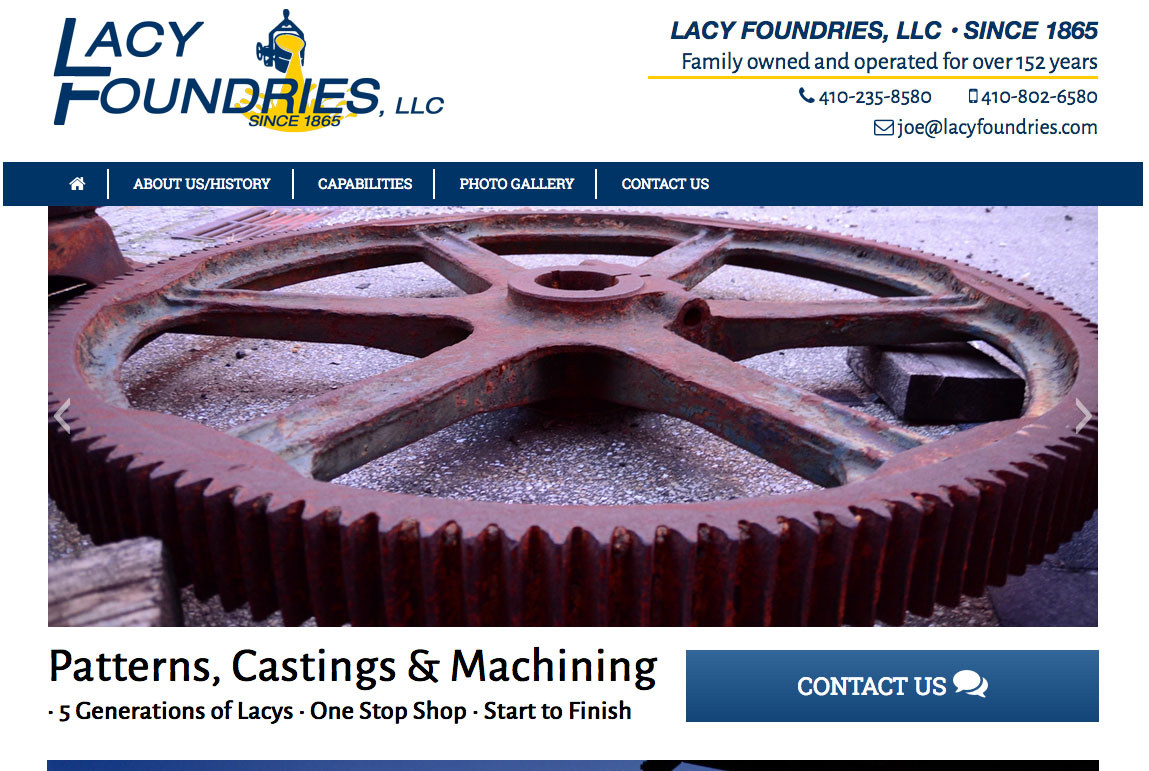 LACY
FOUNDRIES, LLC
SINCE 1865
LACY FOUNDRIES, LLC • SINCE 1865
Family owned and operated for over 152 years
410-235-8580 410-802-6580
joe@lacyfoundries.com
ABOUT US/HISTORY CAPABILITIES PHOTO GALLERY CONTACT US
Patterns, Castings & Machining
· 5 Generations of Lacys · One Stop Shop · Start to Finish
CONTACT US